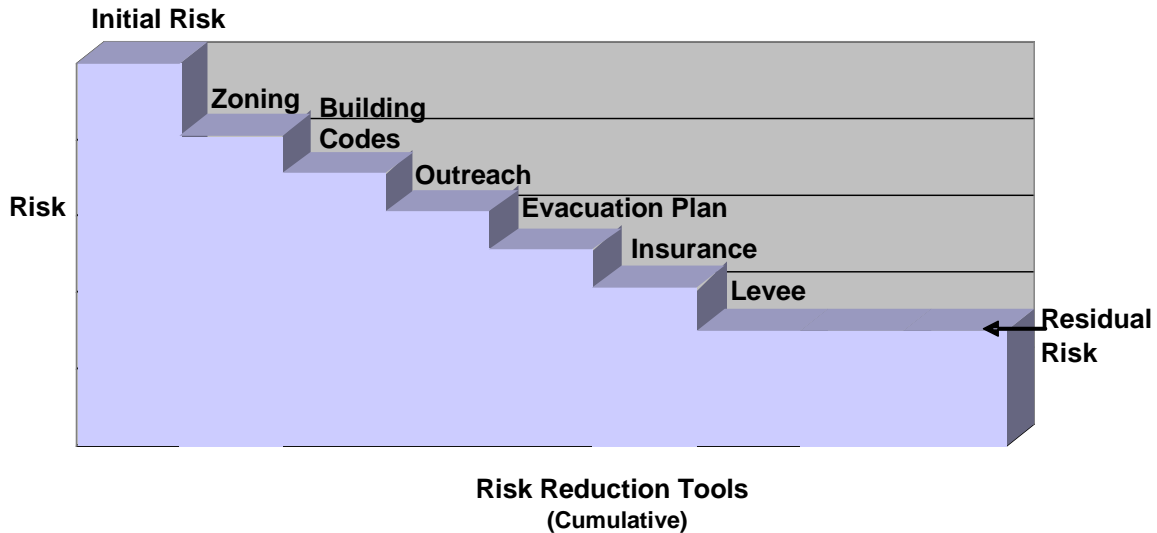 Initial Risk
Zoning
Building
Codes
Outreach
Risk
Evacuation Plan
Insurance
Levee
Residual
Risk
Risk Reduction Tools
(Cumulative)